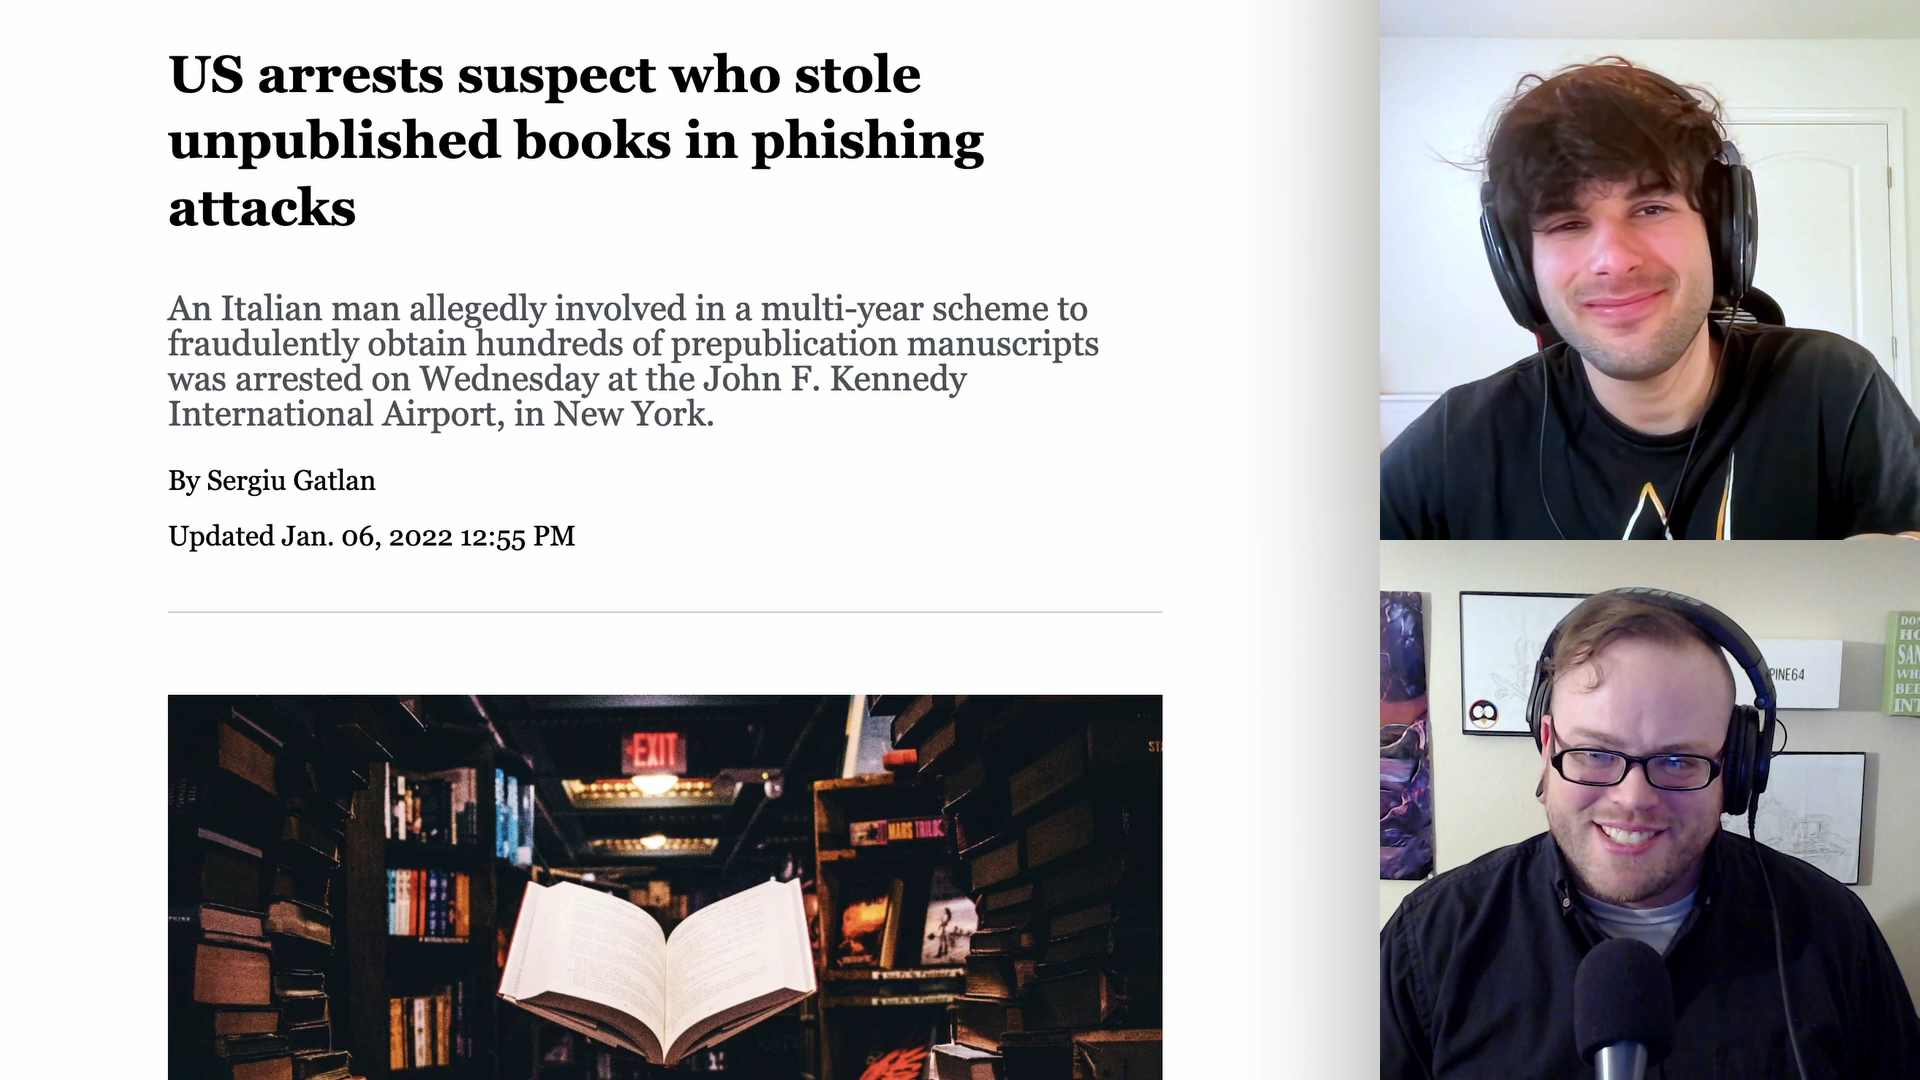 US arrests suspect who stole
unpublished books in phishing
attacks
An Italian man allegedly involved in a multi-year scheme to
fraudulently obtain hundreds of prepublication manuscripts
was arrested on Wednesday at the John F. Kennedy
International Airport, in New York.
By Sergiu Gatlan
Updated Jan. 06, 2022 12:55 PM
EXIT
MARS
PINE64